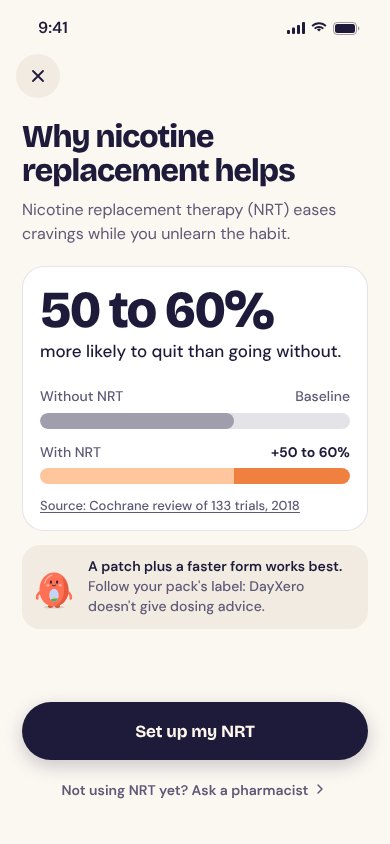 9:41
Why nicotine
replacement helps
Nicotine replacement therapy (NRT) eases
cravings while you unlearn the habit.
50 to 60%
more likely to quit than going without.
Without NRT Baseline
With NRT +50 to 60%
Source: Cochrane review of 133 trials, 2018
A patch plus a faster form works best.
Follow your pack's label: DayXero
doesn't give dosing advice.
Set up my NRT
Not using NRT yet? Ask a pharmacist